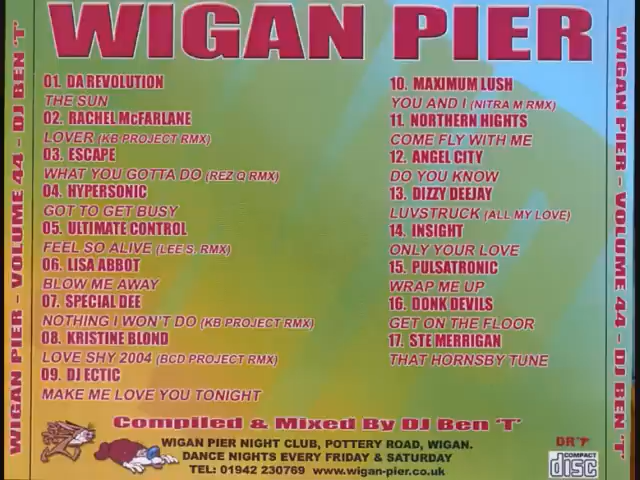 WIGAN PIER
WIGAN PIER - VOLUME 44 - DJ BEN 'T'
01. DA REVOLUTION
THE SUN
02. RACHEL McFARLANE
LOVER (KB PROJECT RMX)
03. ESCAPE
WHAT YOU GOTTA DO (REZ Q RMX)
04. HYPERSONIC
GOT TO GET BUSY
05. ULTIMATE CONTROL
FEEL SO ALIVE (LEE S. RMX)
06. LISA ABBOT
BLOW ME AWAY
07. SPECIAL DEE
NOTHING I WON'T DO (KB PROJECT RMX)
08. KRISTINE BLOND
LOVE SHY 2004 (BCD PROJECT RMX)
09. DJ ECTIC
MAKE ME LOVE YOU TONIGHT
10. MAXIMUM LUSH
YOU AND I (NITRA M RMX)
11. NORTHERN HIGHTS
COME FLY WITH ME
12. ANGEL CITY
DO YOU KNOW
13. DIZZY DEEJAY
LUVSTRUCK (ALL MY LOVE)
14. INSIGHT
ONLY YOUR LOVE
15. PULSATRONIC
WRAP ME UP
16. DONK DEVILS
GET ON THE FLOOR
17. STE MERRIGAN
THAT HORNSBY TUNE
WIGAN PIER - VOLUME 44 - DJ BEN 'T'
Compiled & Mixed By DJ Ben 'T'
WIGAN PIER NIGHT CLUB, POTTERY ROAD, WIGAN.
DANCE NIGHTS EVERY FRIDAY & SATURDAY
TEL: 01942 230769 www.wigan-pier.co.uk
COMPACT
disc